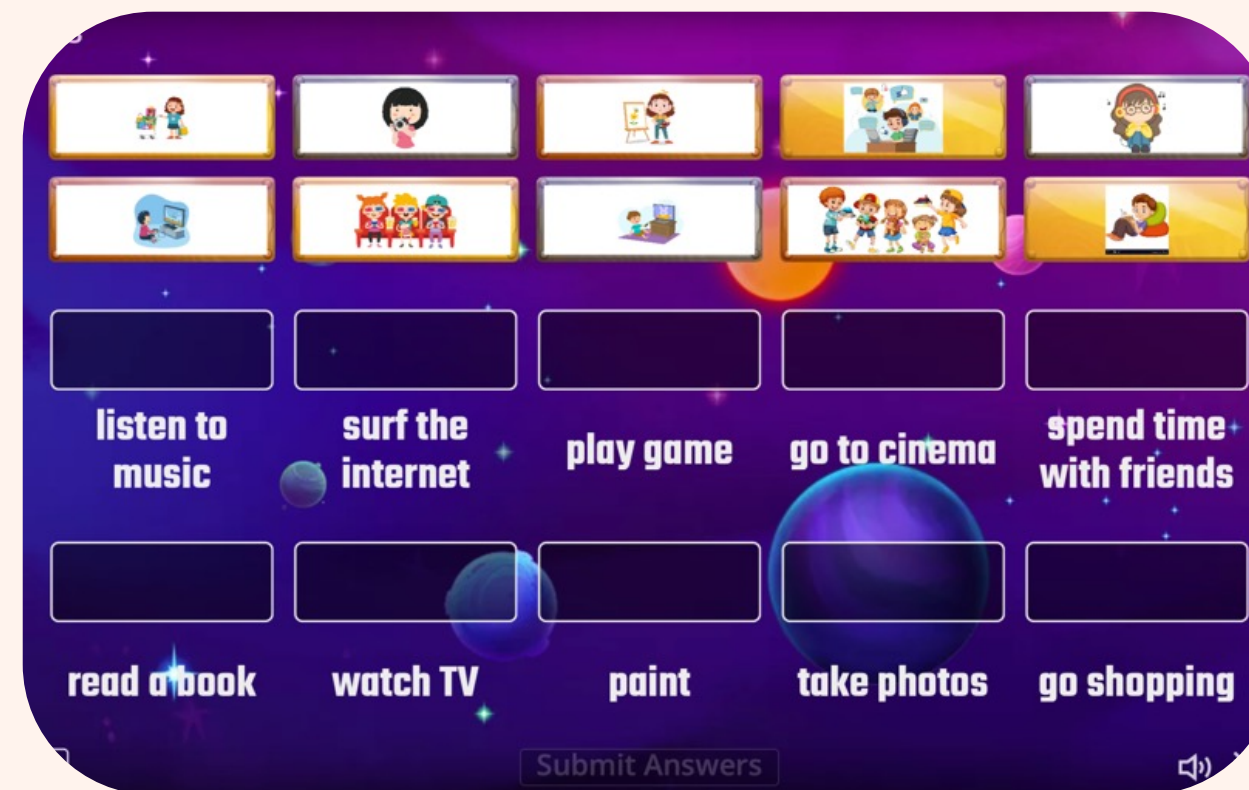 listen to
music
surf the
internet
play game
go to cinema
spend time
with friends
read a book
watch TV
paint
take photos
go shopping
Submit Answers